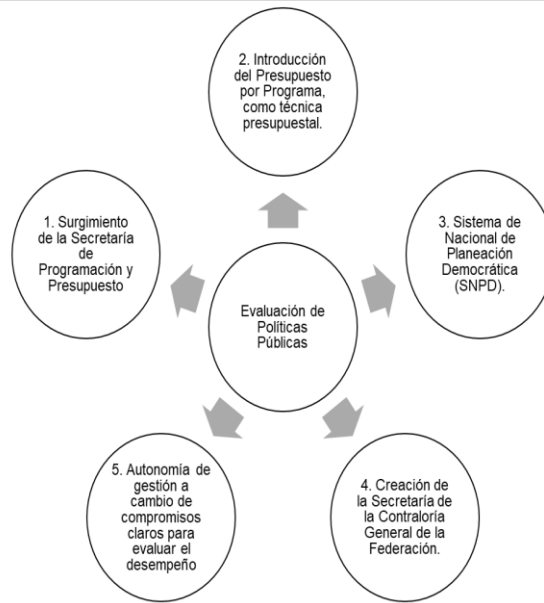 2. Introducción
del Presupuesto
por Programa,
como técnica
presupuestal.
1. Surgimiento
de la Secretaría
de
Programación y
Presupuesto
3. Sistema de
Nacional de
Planeación
Democrática
(SNPD).
Evaluación de
Políticas
Públicas
5. Autonomía de
gestión a
cambio de
compromisos
claros para
evaluar el
desempeño
4. Creación de
la Secretaría de
la Contraloría
General de la
Federación.